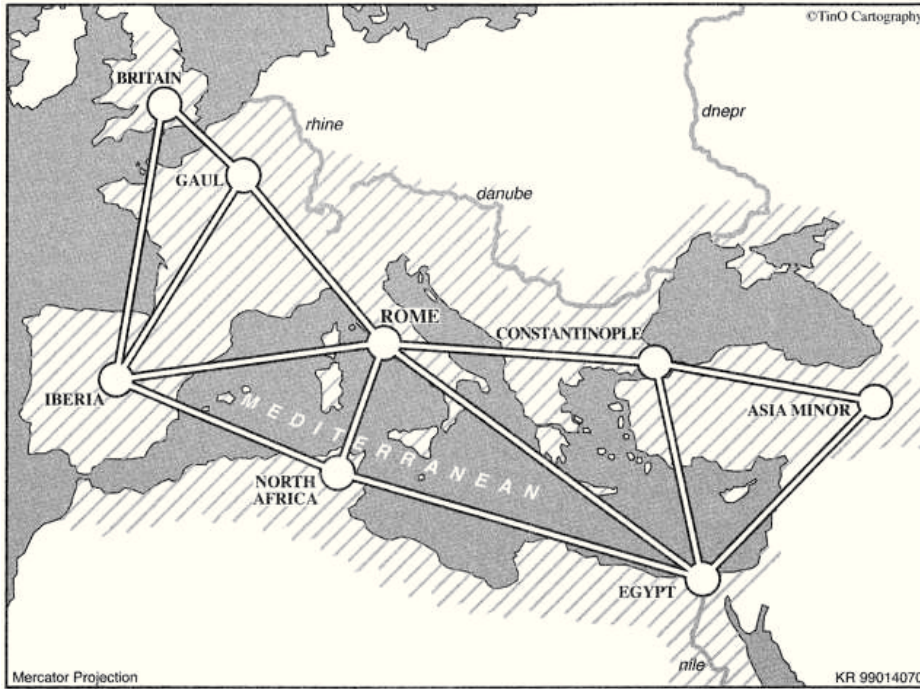 ©TinO Cartography
BRITAIN
dnepr
rhine
GAUL
danube
ROME
CONSTANTINOPLE
IBERIA
ASIA MINOR
MEDITERRANEAN
NORTH
AFRICA
EGYPT
nile
Mercator Projection
KR 99014070